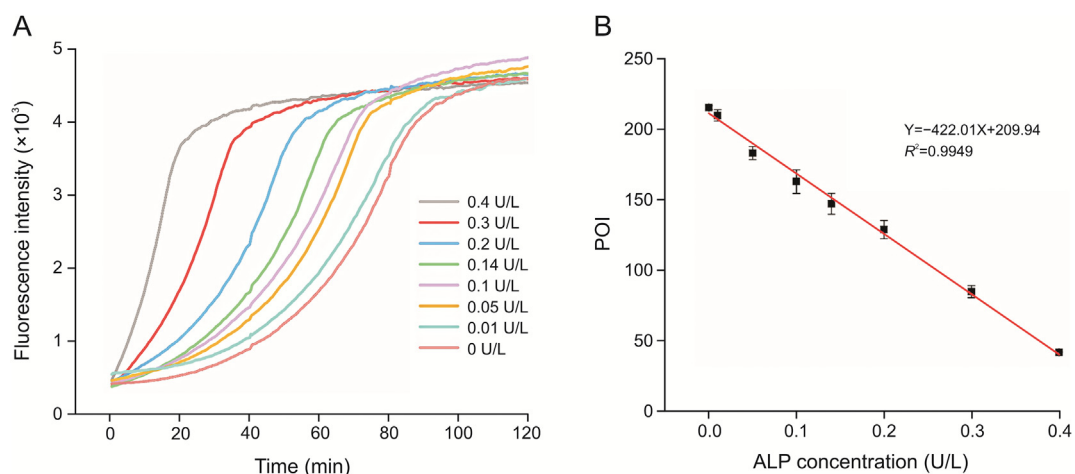 A
Fluorescence intensity (×10³)
5
4
3
2
1
0
0.4 U/L
0.3 U/L
0.2 U/L
0.14 U/L
0.1 U/L
0.05 U/L
0.01 U/L
0 U/L
0 20 40 60 80 100 120
Time (min)
B
POI
250
200
150
100
50
0
Y=−422.01X+209.94
R²=0.9949
0.0 0.1 0.2 0.3 0.4
ALP concentration (U/L)